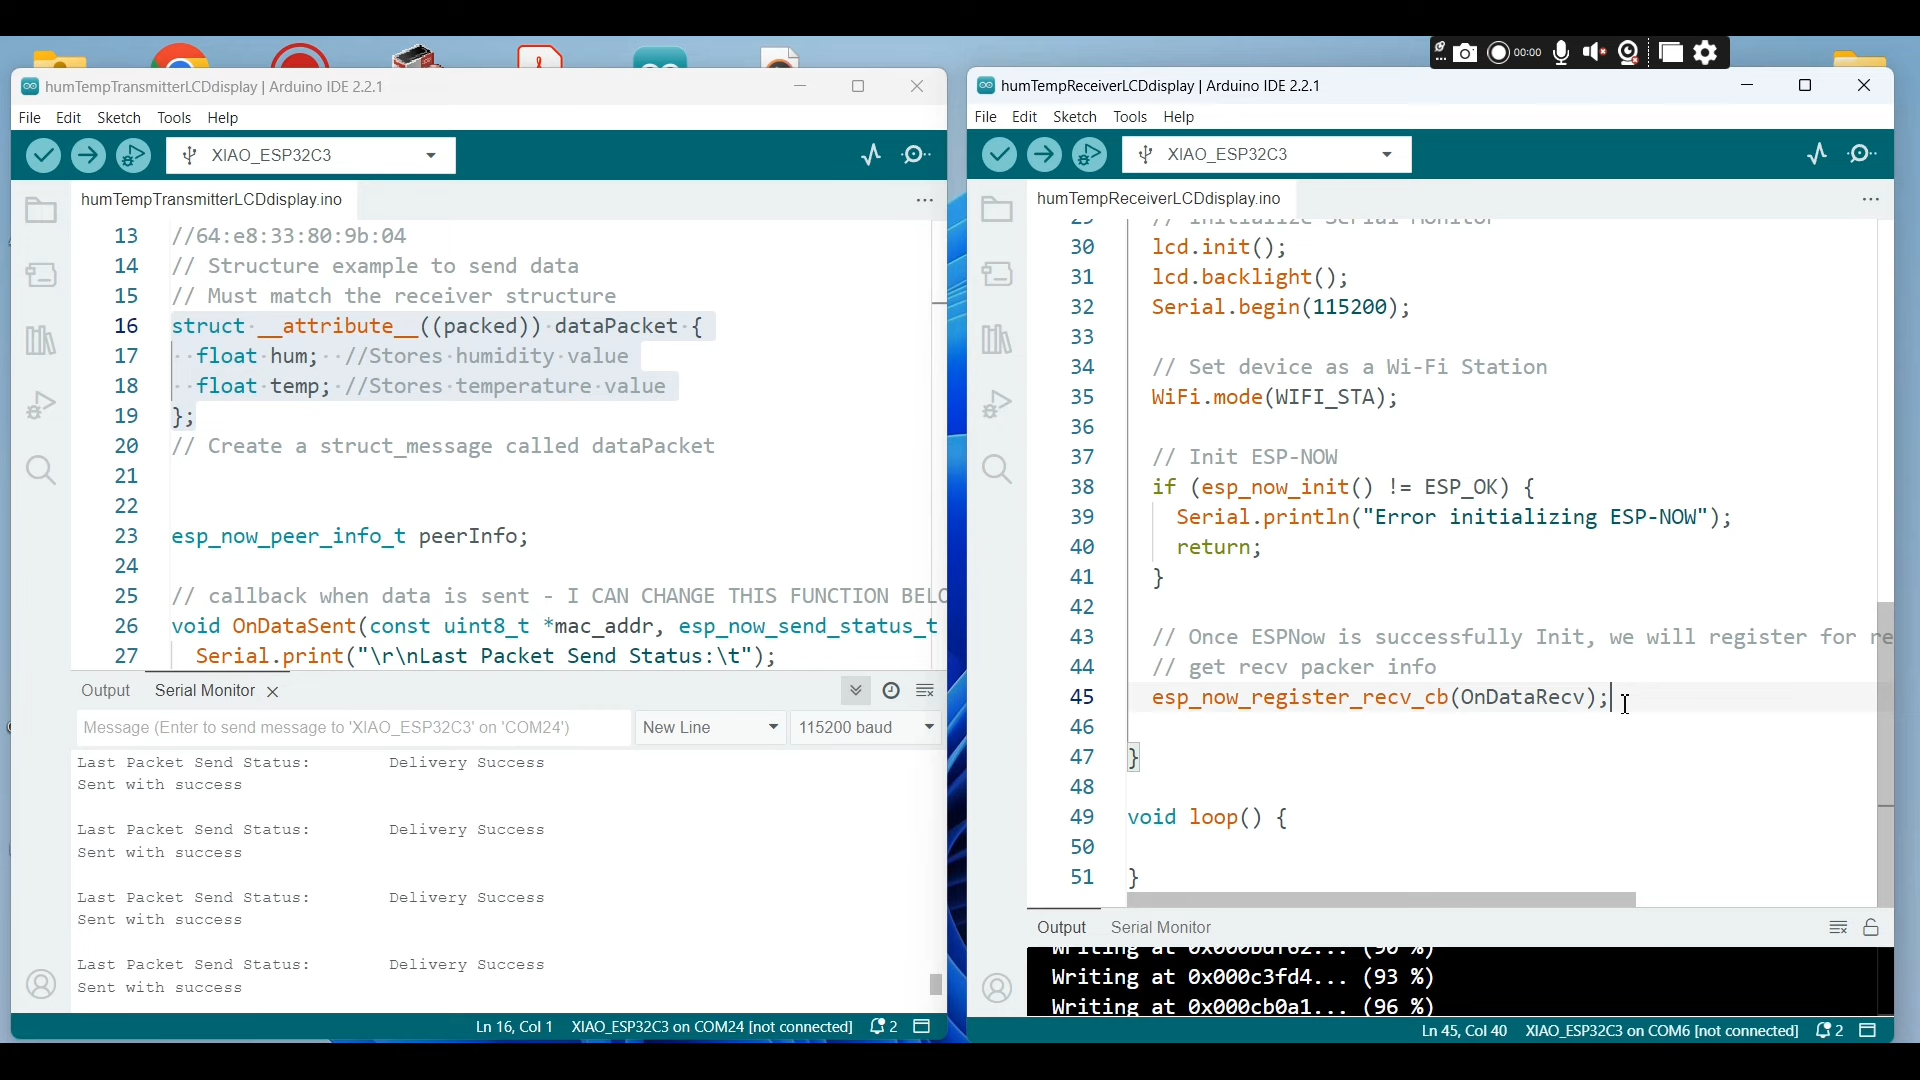 00:00
humTempTransmitterLCDdisplay | Arduino IDE 2.2.1
File Edit Sketch Tools Help
XIAO_ESP32C3
humTempTransmitterLCDdisplay.ino
13 //64:e8:33:80:9b:04
14 // Structure example to send data
15 // Must match the receiver structure
16 struct __attribute__((packed)) dataPacket {
17 float hum; //Stores humidity value
18 float temp; //Stores temperature value
19 };
20 // Create a struct_message called dataPacket
21
22
23 esp_now_peer_info_t peerInfo;
24
25 // callback when data is sent - I CAN CHANGE THIS FUNCTION
26 void OnDataSent(const uint8_t *mac_addr, esp_now_send_status_t
27 Serial.print("\r\nLast Packet Send Status:\t");
Output Serial Monitor
Message (Enter to send message to 'XIAO_ESP32C3' on 'COM24')
New Line
115200 baud
Last Packet Send Status: Delivery Success
Sent with success
Last Packet Send Status: Delivery Success
Sent with success
Last Packet Send Status: Delivery Success
Sent with success
Last Packet Send Status: Delivery Success
Sent with success
Ln 16, Col 1 XIAO_ESP32C3 on COM24 [not connected] 2
humTempReceiverLCDdisplay | Arduino IDE 2.2.1
File Edit Sketch Tools Help
XIAO_ESP32C3
humTempReceiverLCDdisplay.ino
29 // Initialize Serial Monitor
30 lcd.init();
31 lcd.backlight();
32 Serial.begin(115200);
33
34 // Set device as a Wi-Fi Station
35 WiFi.mode(WIFI_STA);
36
37 // Init ESP-NOW
38 if (esp_now_init() != ESP_OK) {
39 Serial.println("Error initializing ESP-NOW");
40 return;
41 }
42
43 // Once ESPNow is successfully Init, we will register for re
44 // get recv packer info
45 esp_now_register_recv_cb(OnDataRecv);
46
47 }
48
49 void loop() {
50
51 }
Output Serial Monitor
Writing at (90 %)
Writing at 0x000c3fd4... (93 %)
Writing at 0x000cb0a1... (96 %)
Ln 45, Col 40 XIAO_ESP32C3 on COM6 [not connected] 2